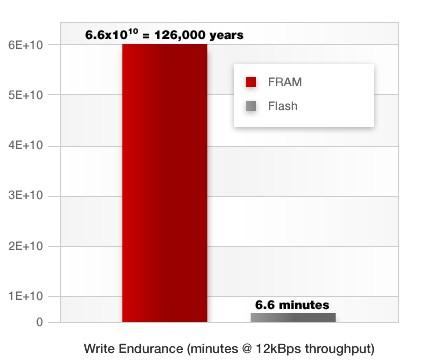 6.6x10¹⁰ = 126,000 years
6E+10
5E+10
4E+10
3E+10
2E+10
1E+10
0
FRAM
Flash
6.6 minutes
Write Endurance (minutes @ 12kBps throughput)